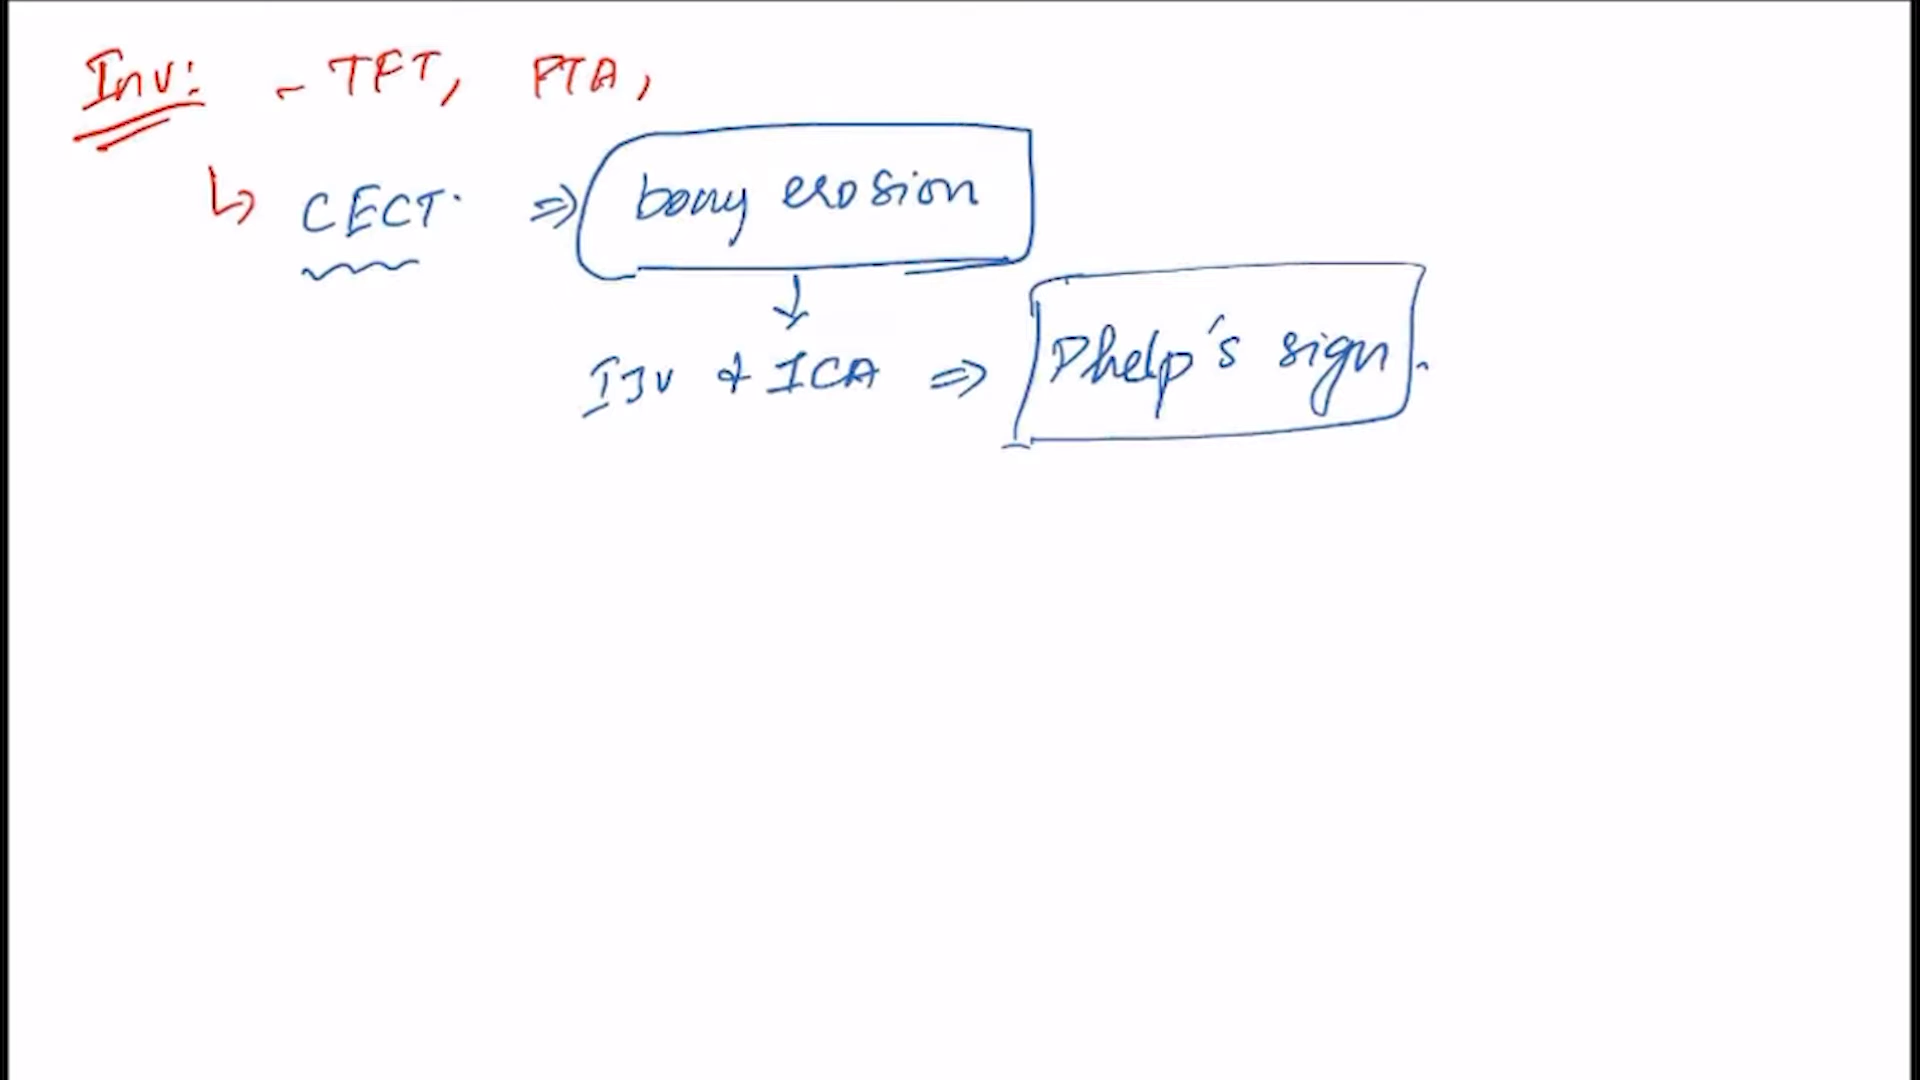 Inv: - TFT, PTA,
↳ CECT. ⇒ bony erosion
↓
IJV & ICA ⇒ Phelp's sign.